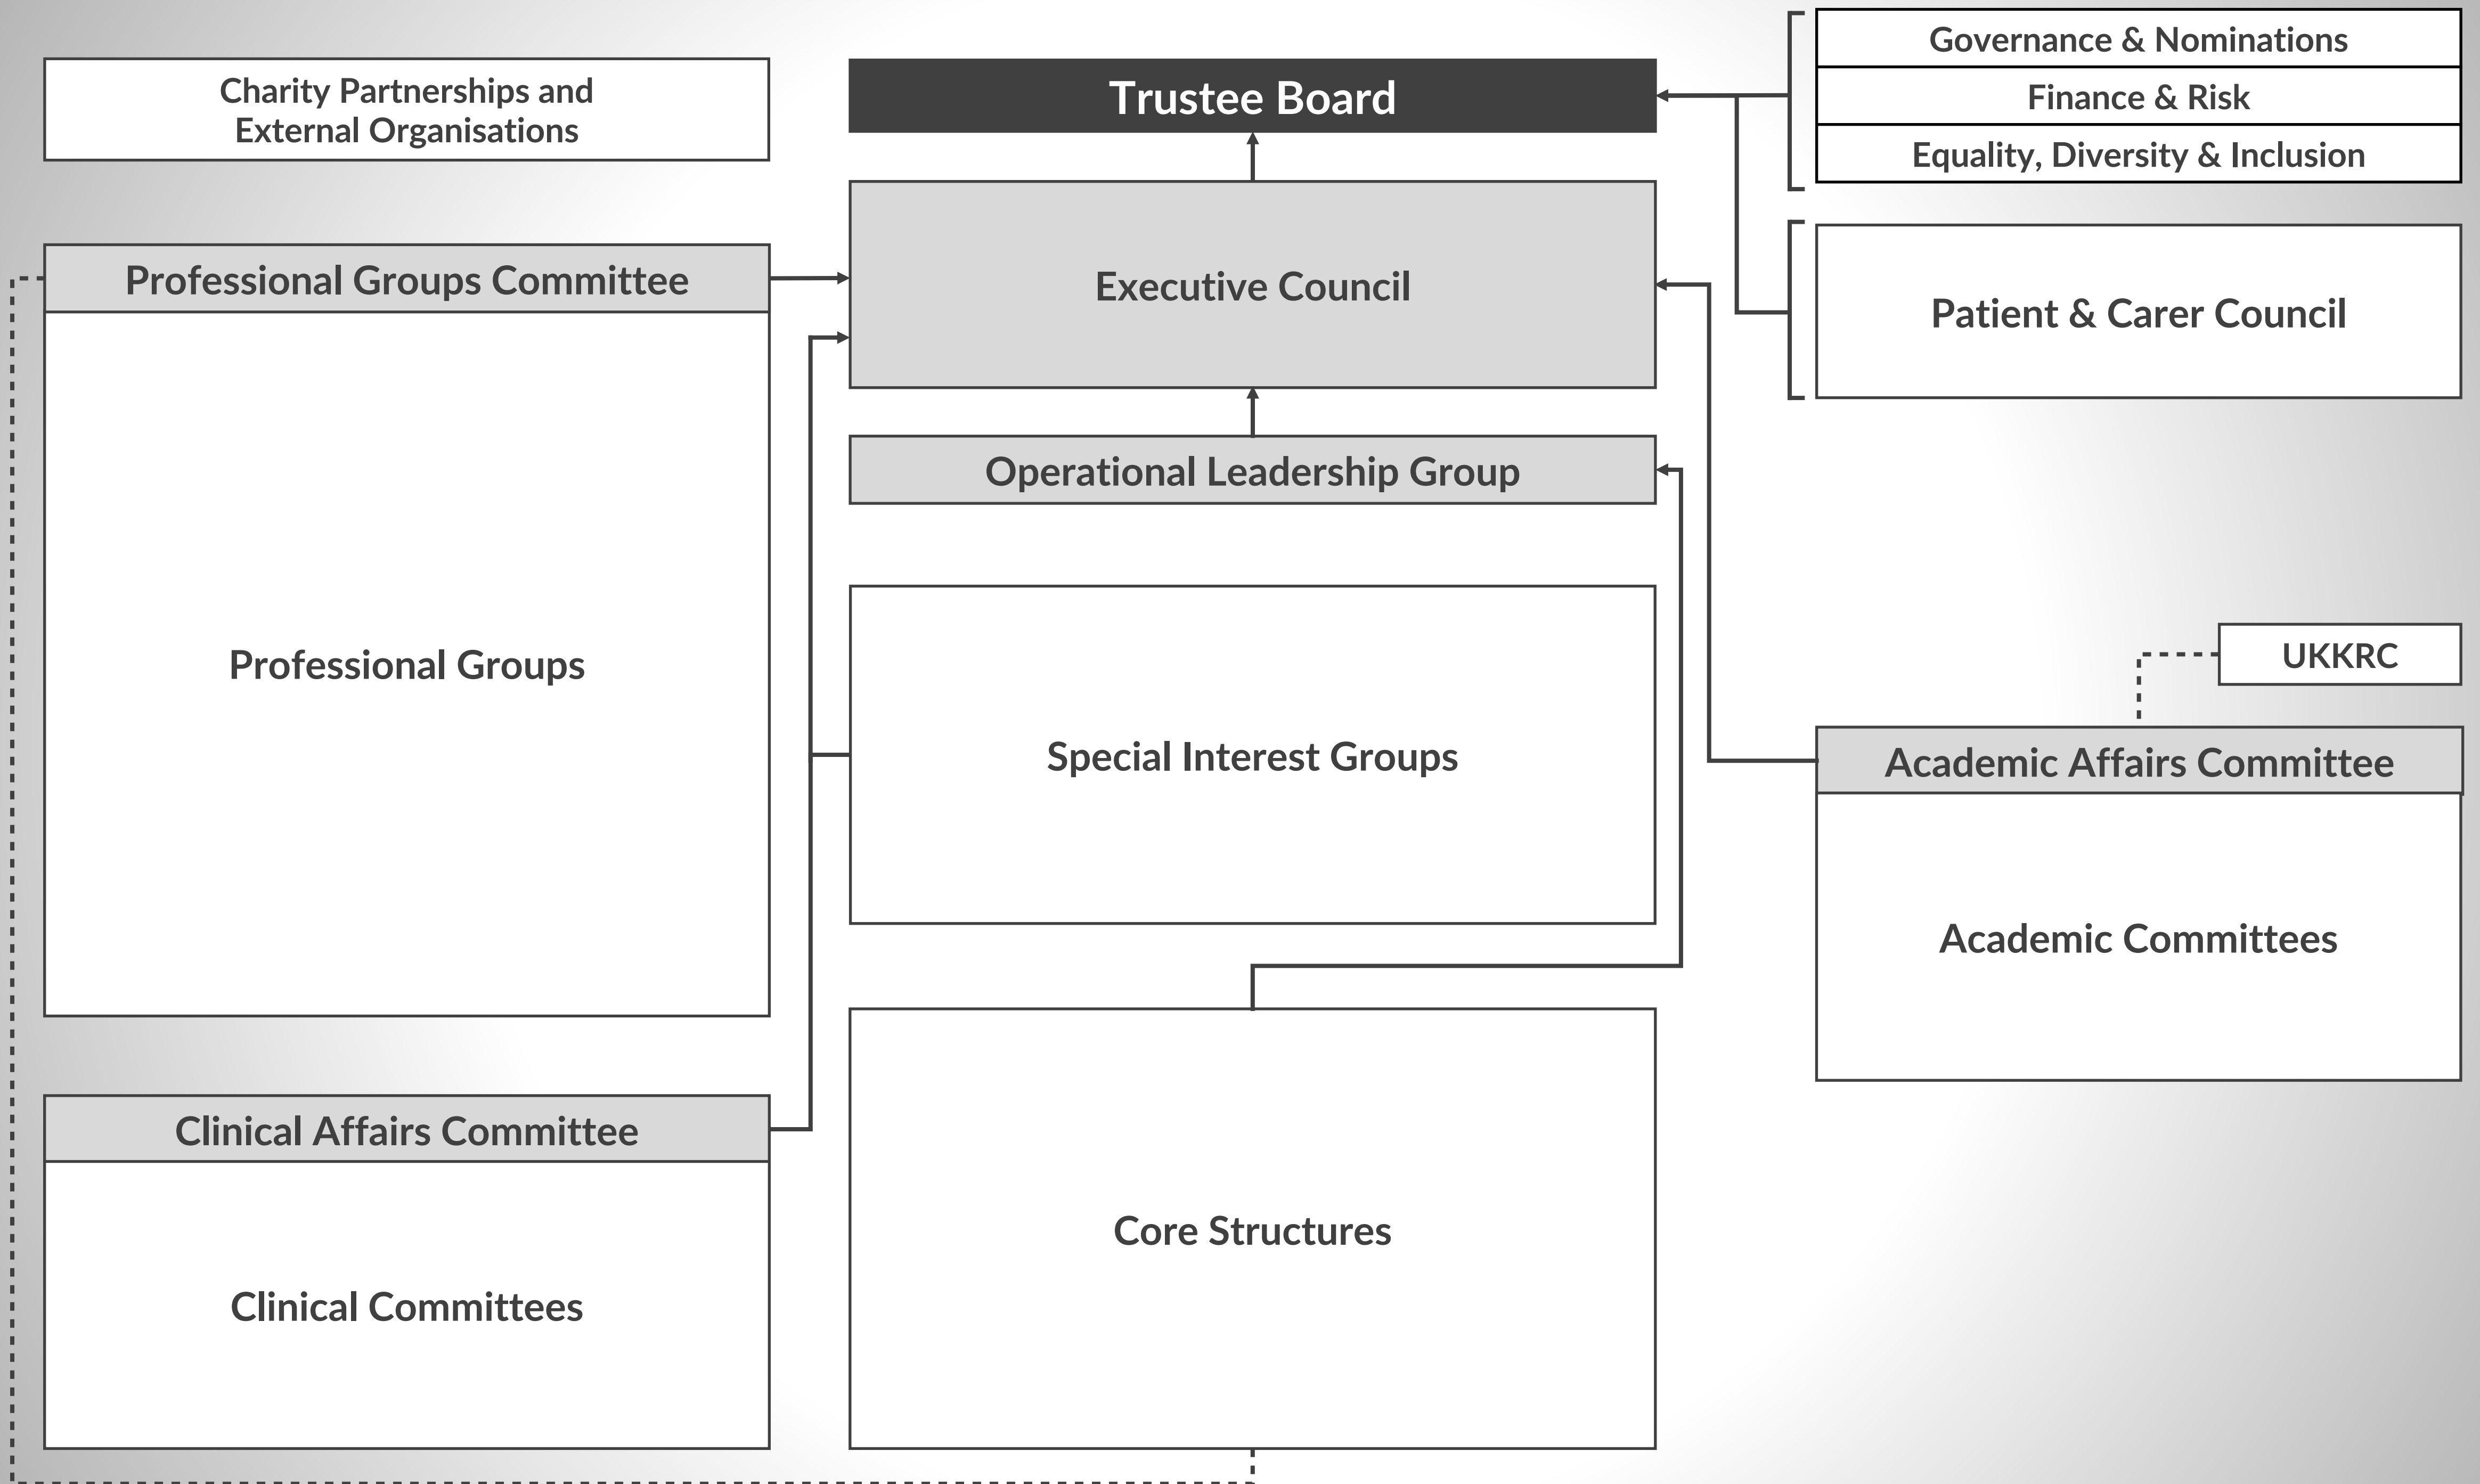 Charity Partnerships and
External Organisations
Trustee Board
Governance & Nominations
Finance & Risk
Equality, Diversity & Inclusion
Professional Groups Committee
Executive Council
Patient & Carer Council
Operational Leadership Group
Professional Groups
Special Interest Groups
UKKRC
Academic Affairs Committee
Academic Committees
Clinical Affairs Committee
Core Structures
Clinical Committees